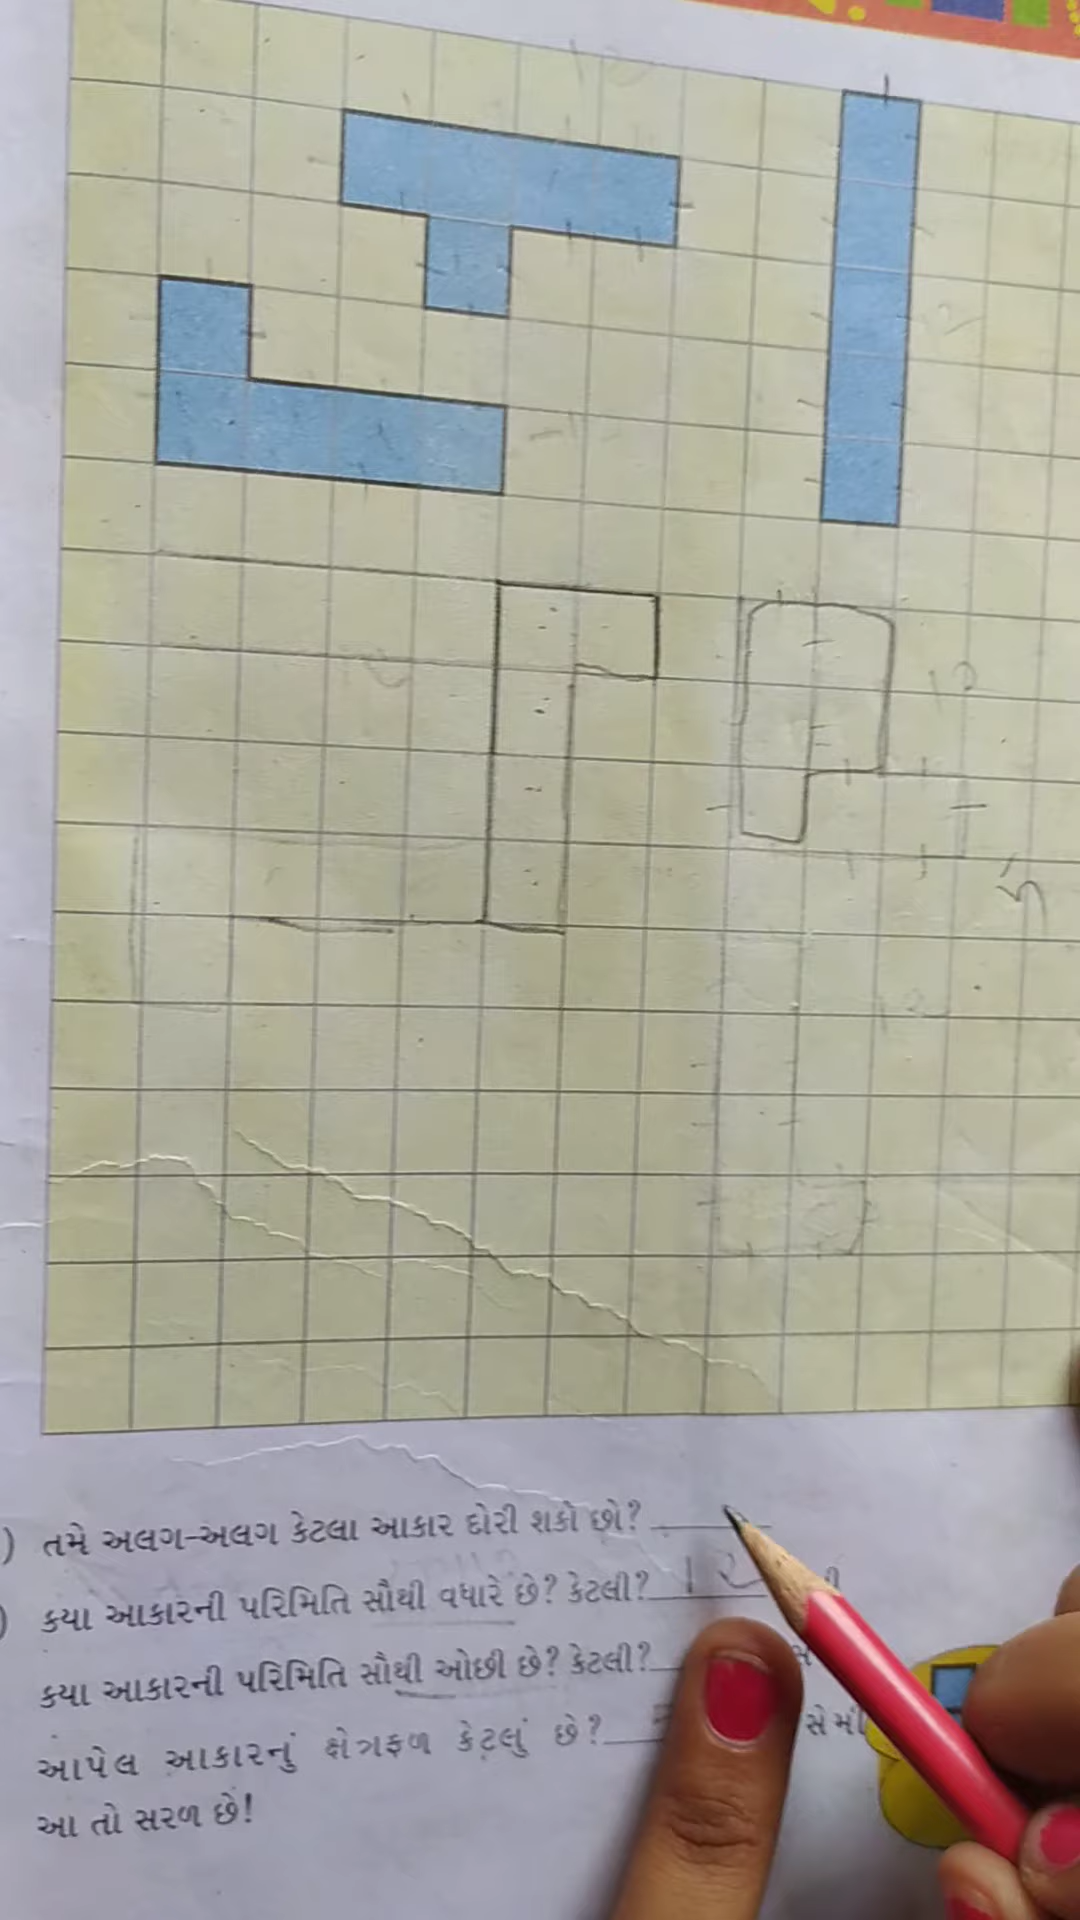 ) તમે અલગ-અલગ કેટલા આકાર દોરી શકો છો?
) કયા આકારની પરિમિતિ સૌથી વધારે છે? કેટલી? 12
કયા આકારની પરિમિતિ સૌથી ઓછી છે? કેટલી?
આપેલ આકારનું ક્ષેત્રફળ કેટલું છે? સેમી
આ તો સરળ છે!